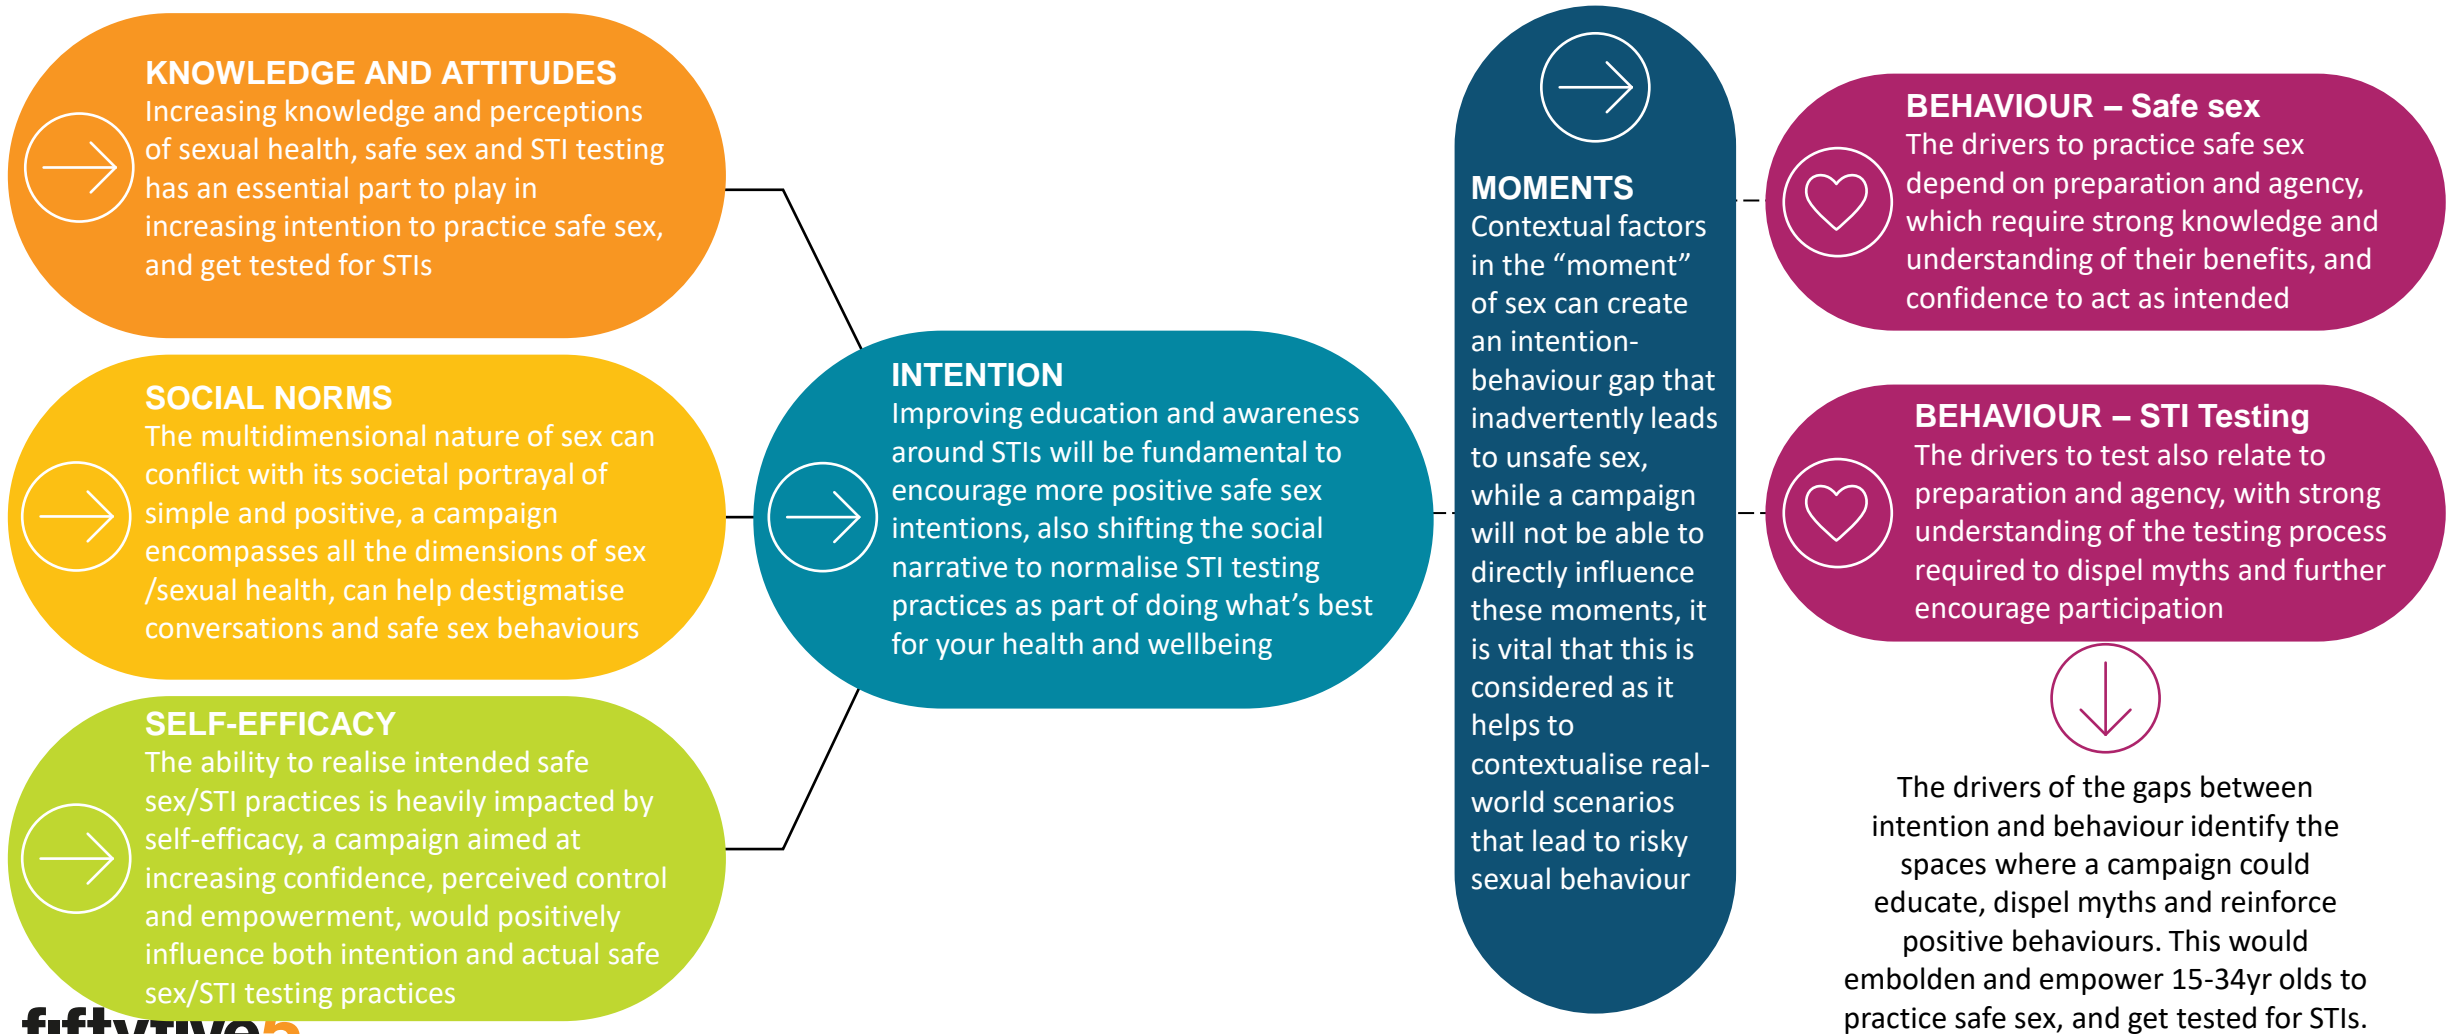 KNOWLEDGE AND ATTITUDES
Increasing knowledge and perceptions
of sexual health, safe sex and STI testing
has an essential part to play in
increasing intention to practice safe sex,
and get tested for STIs
SOCIAL NORMS
The multidimensional nature of sex can
conflict with its societal portrayal of
simple and positive, a campaign
encompasses all the dimensions of sex
/sexual health, can help destigmatise
conversations and safe sex behaviours
SELF-EFFICACY
The ability to realise intended safe
sex/STI practices is heavily impacted by
self-efficacy, a campaign aimed at
increasing confidence, perceived control
and empowerment, would positively
influence both intention and actual safe
sex/STI testing practices
fiftyfive5
INTENTION
Improving education and awareness
around STIs will be fundamental to
encourage more positive safe sex
intentions, also shifting the social
narrative to normalise STI testing
practices as part of doing what’s best
for your health and wellbeing
MOMENTS
Contextual factors
in the “moment”
of sex can create
an intention-
behaviour gap that
inadvertently leads
to unsafe sex,
while a campaign
will not be able to
directly influence
these moments, it
is vital that this is
considered as it
helps to
contextualise real-
world scenarios
that lead to risky
sexual behaviour
BEHAVIOUR – Safe sex
The drivers to practice safe sex
depend on preparation and agency,
which require strong knowledge and
understanding of their benefits, and
confidence to act as intended
BEHAVIOUR – STI Testing
The drivers to test also relate to
preparation and agency, with strong
understanding of the testing process
required to dispel myths and further
encourage participation
The drivers of the gaps between
intention and behaviour identify the
spaces where a campaign could
educate, dispel myths and reinforce
positive behaviours. This would
embolden and empower 15-34yr olds to
practice safe sex, and get tested for STIs.